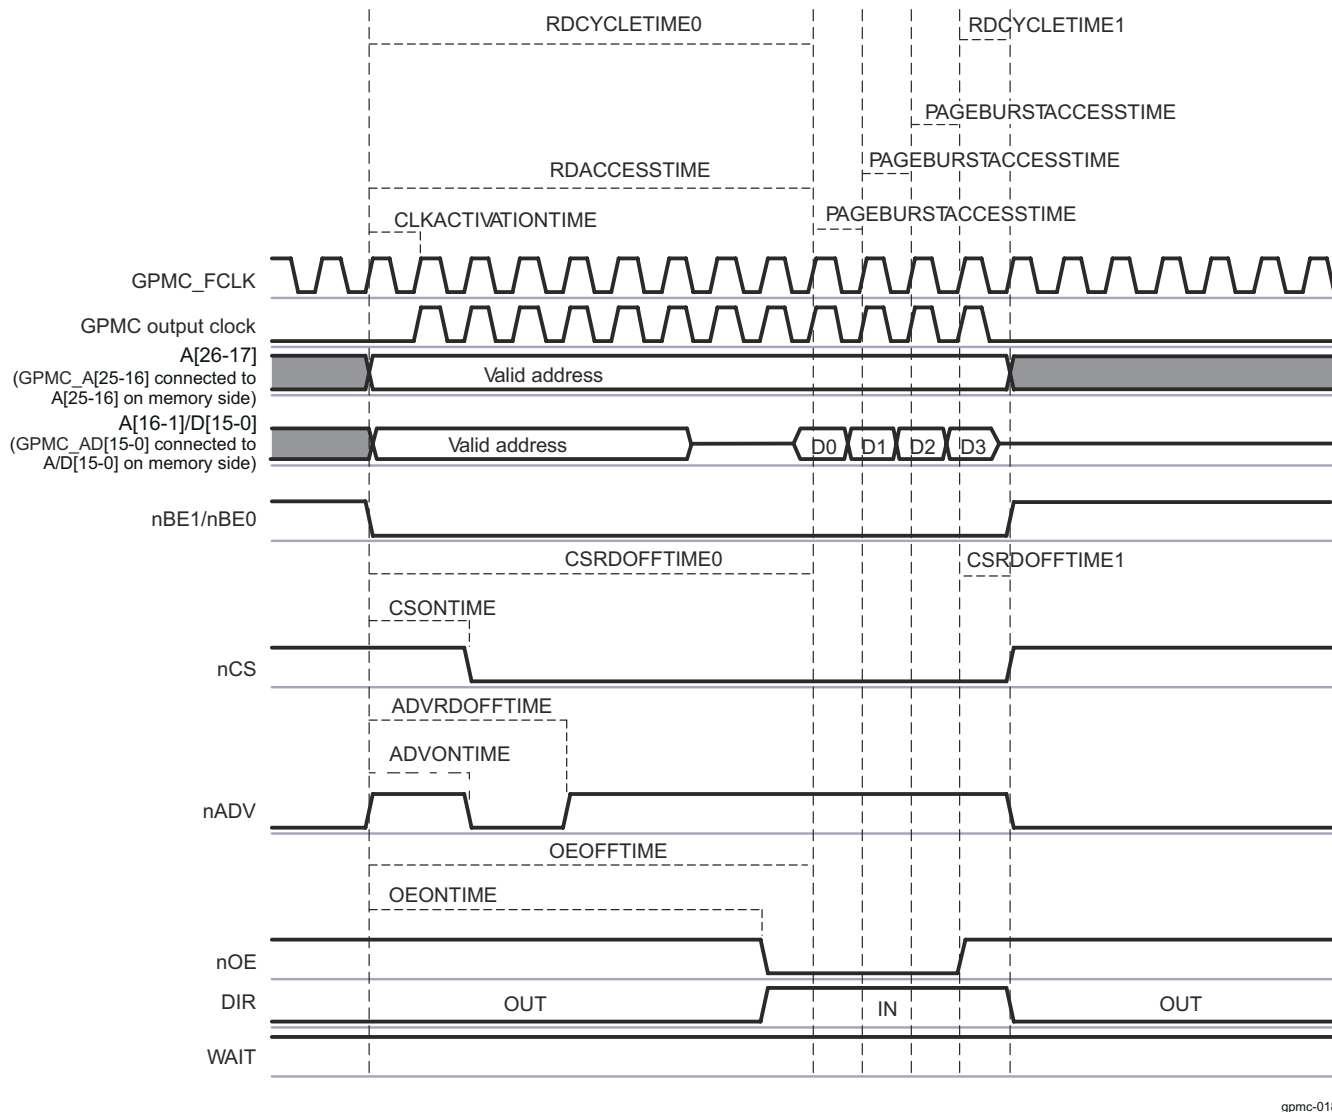 RDCYCLETIME0
RDCYCLETIME1
PAGEBURSTACCESSTIME
PAGEBURSTACCESSTIME
RDACCESSTIME
PAGEBURSTACCESSTIME
CLKACTIVATIONTIME
GPMC_FCLK
GPMC output clock
A[26-17]
(GPMC_A[25-16] connected to
A[25-16] on memory side)
Valid address
A[16-1]/D[15-0]
(GPMC_AD[15-0] connected to
A/D[15-0] on memory side)
Valid address
D0
D1
D2
D3
nBE1/nBE0
CSRDOFFTIME0
CSRDOFFTIME1
CSONTIME
nCS
ADVRDOFFTIME
ADVONTIME
nADV
OEOFFTIME
OEONTIME
nOE
DIR
OUT
IN
OUT
WAIT
gpmc-018